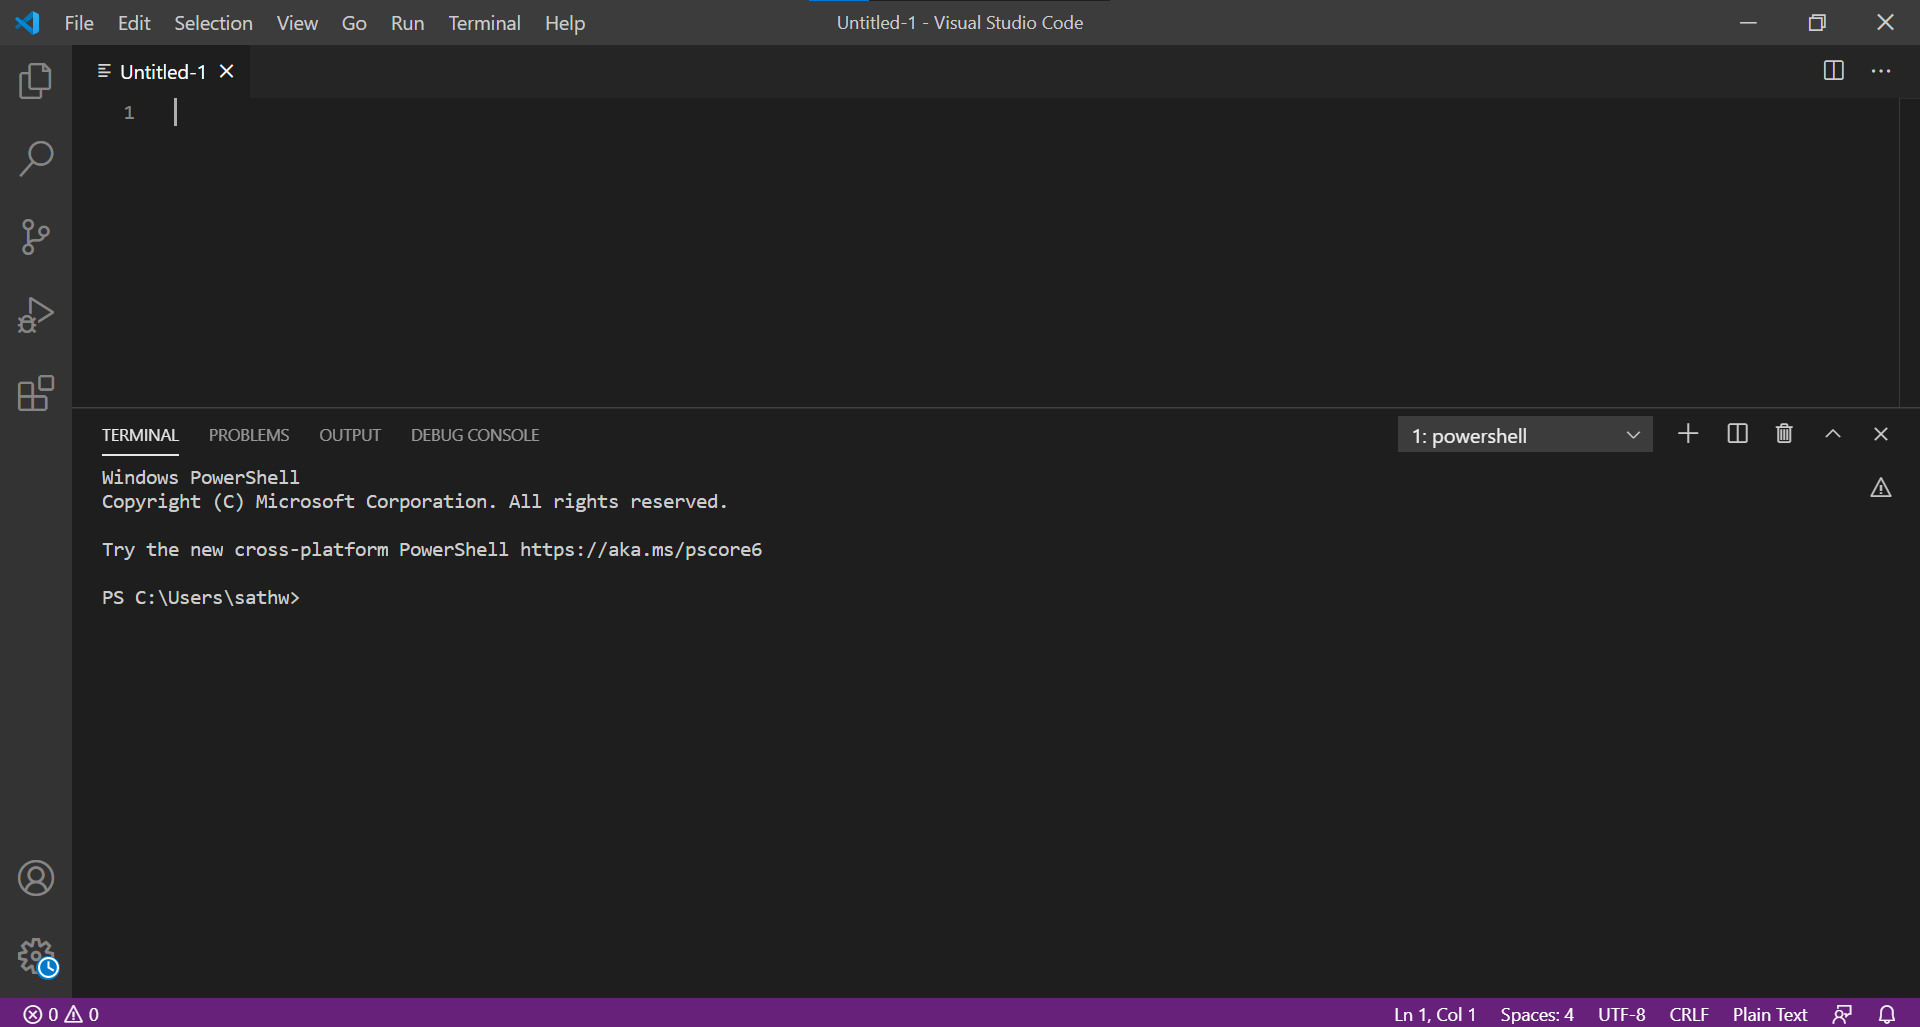 File Edit Selection View Go Run Terminal Help Untitled-1 - Visual Studio Code
Untitled-1
1
TERMINAL PROBLEMS OUTPUT DEBUG CONSOLE 1: powershell
Windows PowerShell
Copyright (C) Microsoft Corporation. All rights reserved.
Try the new cross-platform PowerShell https://aka.ms/pscore6
PS C:\Users\sathw>
0 0 Ln 1, Col 1 Spaces: 4 UTF-8 CRLF Plain Text